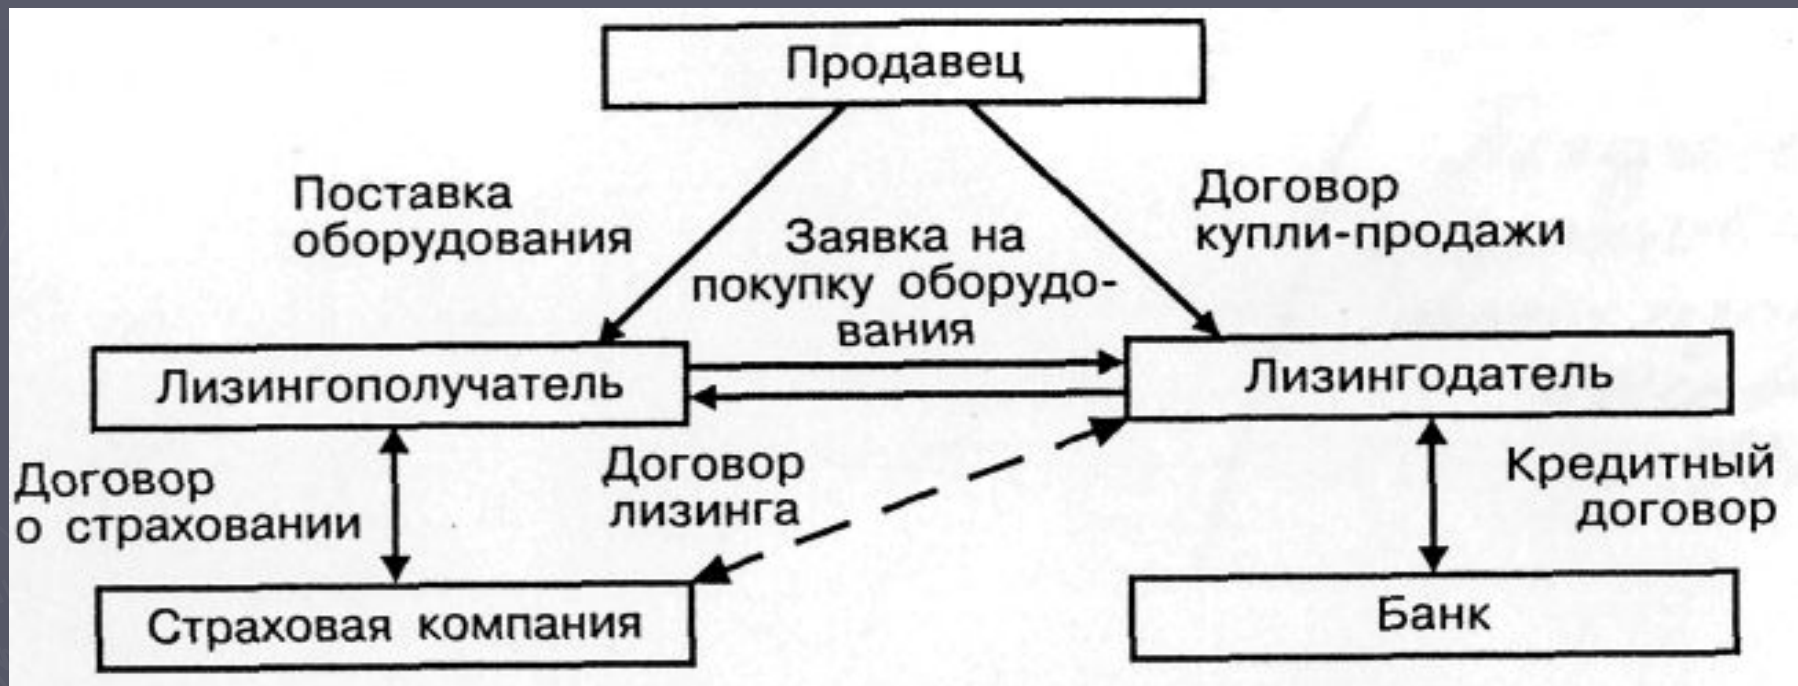 Продавец
Поставка
оборудования
Договор
купли-продажи
Заявка на
покупку оборудо-
вания
Лизингополучатель
Лизингодатель
Договор
о страховании
Договор
лизинга
Кредитный
договор
Страховая компания
Банк